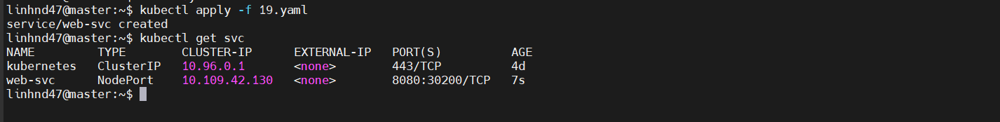 linhnd47@master:~$ kubectl apply -f 19.yaml
service/web-svc created
linhnd47@master:~$ kubectl get svc
NAME         TYPE        CLUSTER-IP      EXTERNAL-IP   PORT(S)          AGE
kubernetes   ClusterIP   10.96.0.1       <none>        443/TCP          4d
web-svc      NodePort    10.109.42.130   <none>        8080:30200/TCP   7s
linhnd47@master:~$